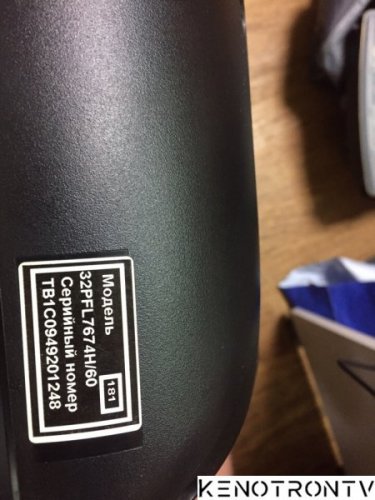 Модель
32PFL7674H/60
181
Серийный номер
TB1C0949201248
KENOTRONTV